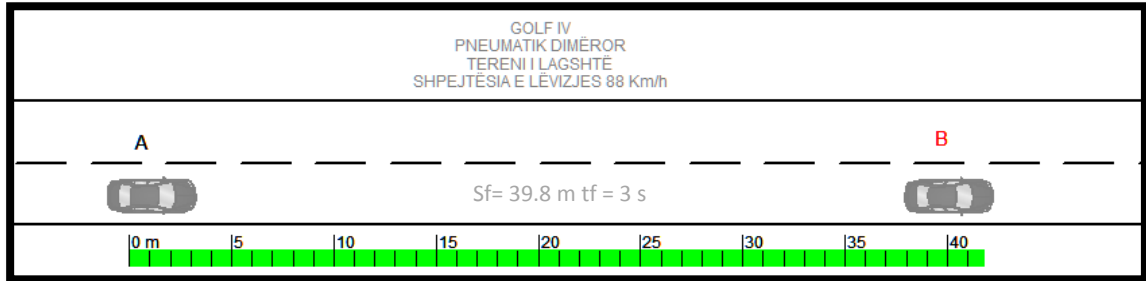 GOLF IV
PNEUMATIK DIMËROR
TERENI I LAGSHTË
SHPEJTËSIA E LËVIZJES 88 Km/h
A
B
Sf= 39.8 m tf = 3 s
0 m 5 10 15 20 25 30 35 40